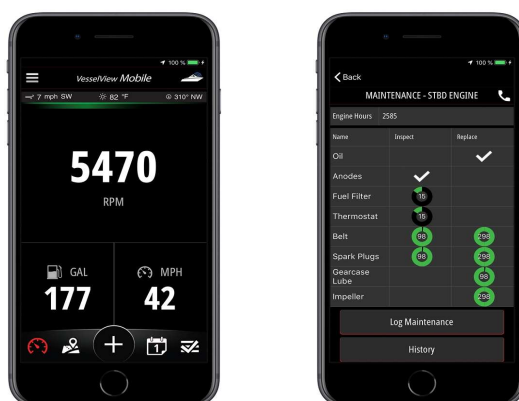 100 %
VesselView Mobile
7 mph SW 82 °F 310° NW
5470
RPM
GAL MPH
177 42
1
100 %
Back
MAINTENANCE - STBD ENGINE
Engine Hours 2585
Name Inspect Replace
Oil
Anodes
Fuel Filter 15
Thermostat 15
Belt 98 298
Spark Plugs 98 298
Gearcase
Lube 98
Impeller 298
Log Maintenance
History